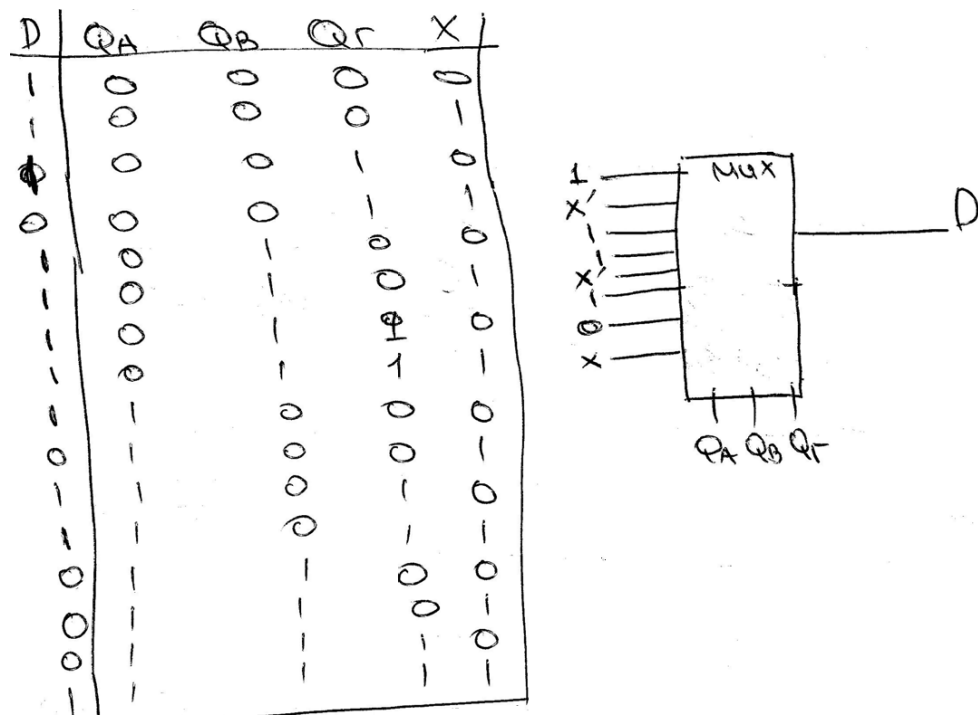 D QA QB QΓ X
1 0 0 0 0
1 0 0 0 1
0 0 1 0
0 0 0 1 1
1 0 1 0 0
1 0 1 0 1
1 0 1 1 0
1 0 1 1 1
1 1 0 0 0
0 1 0 0 1
1 1 0 1 0
1 1 0 1 1
0 1 1 0 0
0 1 1 0 1
0 1 1 1 0
1 1 1 1 1
MUX
1
X'
1
1
X'
1
0
X
D
QA QB QΓ